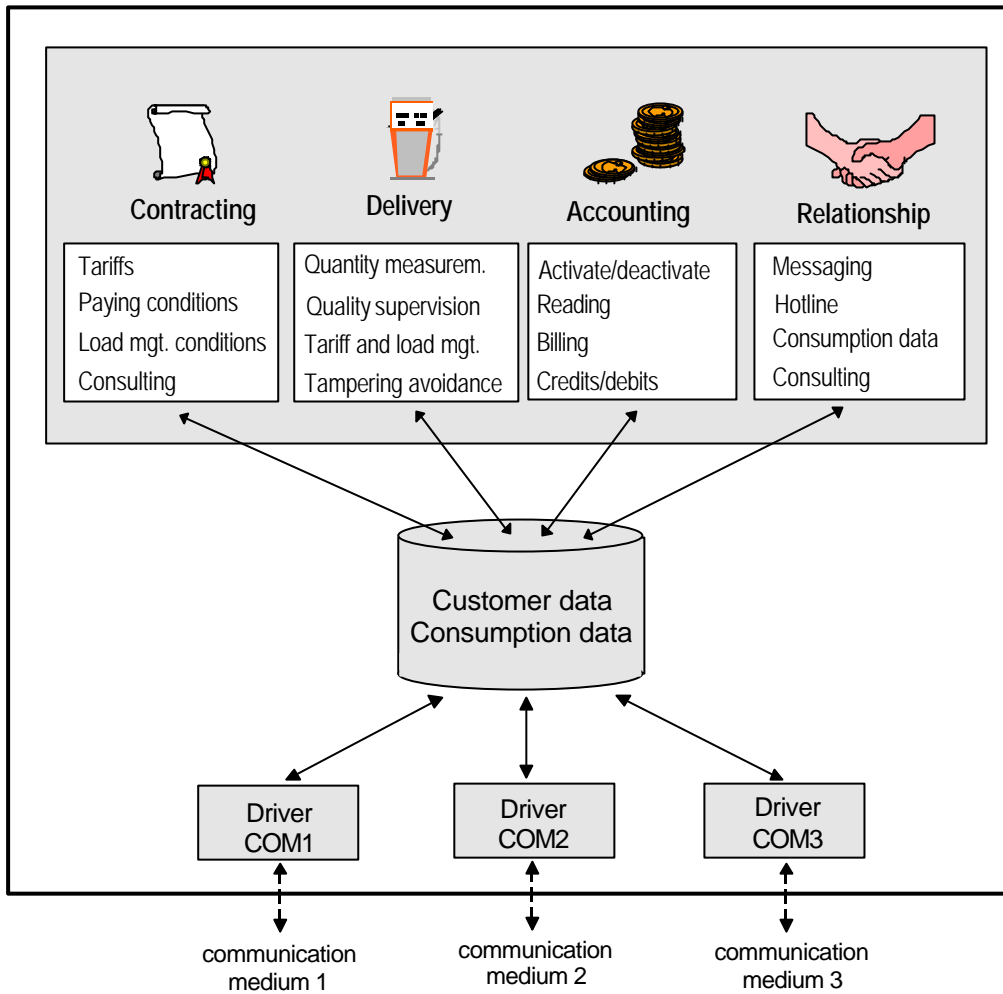 Contracting
Delivery
Accounting
Relationship
Tariffs
Paying conditions
Load mgt. conditions
Consulting
Quantity measurem.
Quality supervision
Tariff and load mgt.
Tampering avoidance
Activate/deactivate
Reading
Billing
Credits/debits
Messaging
Hotline
Consumption data
Consulting
Customer data
Consumption data
Driver
COM1
Driver
COM2
Driver
COM3
communication
medium 1
communication
medium 2
communication
medium 3